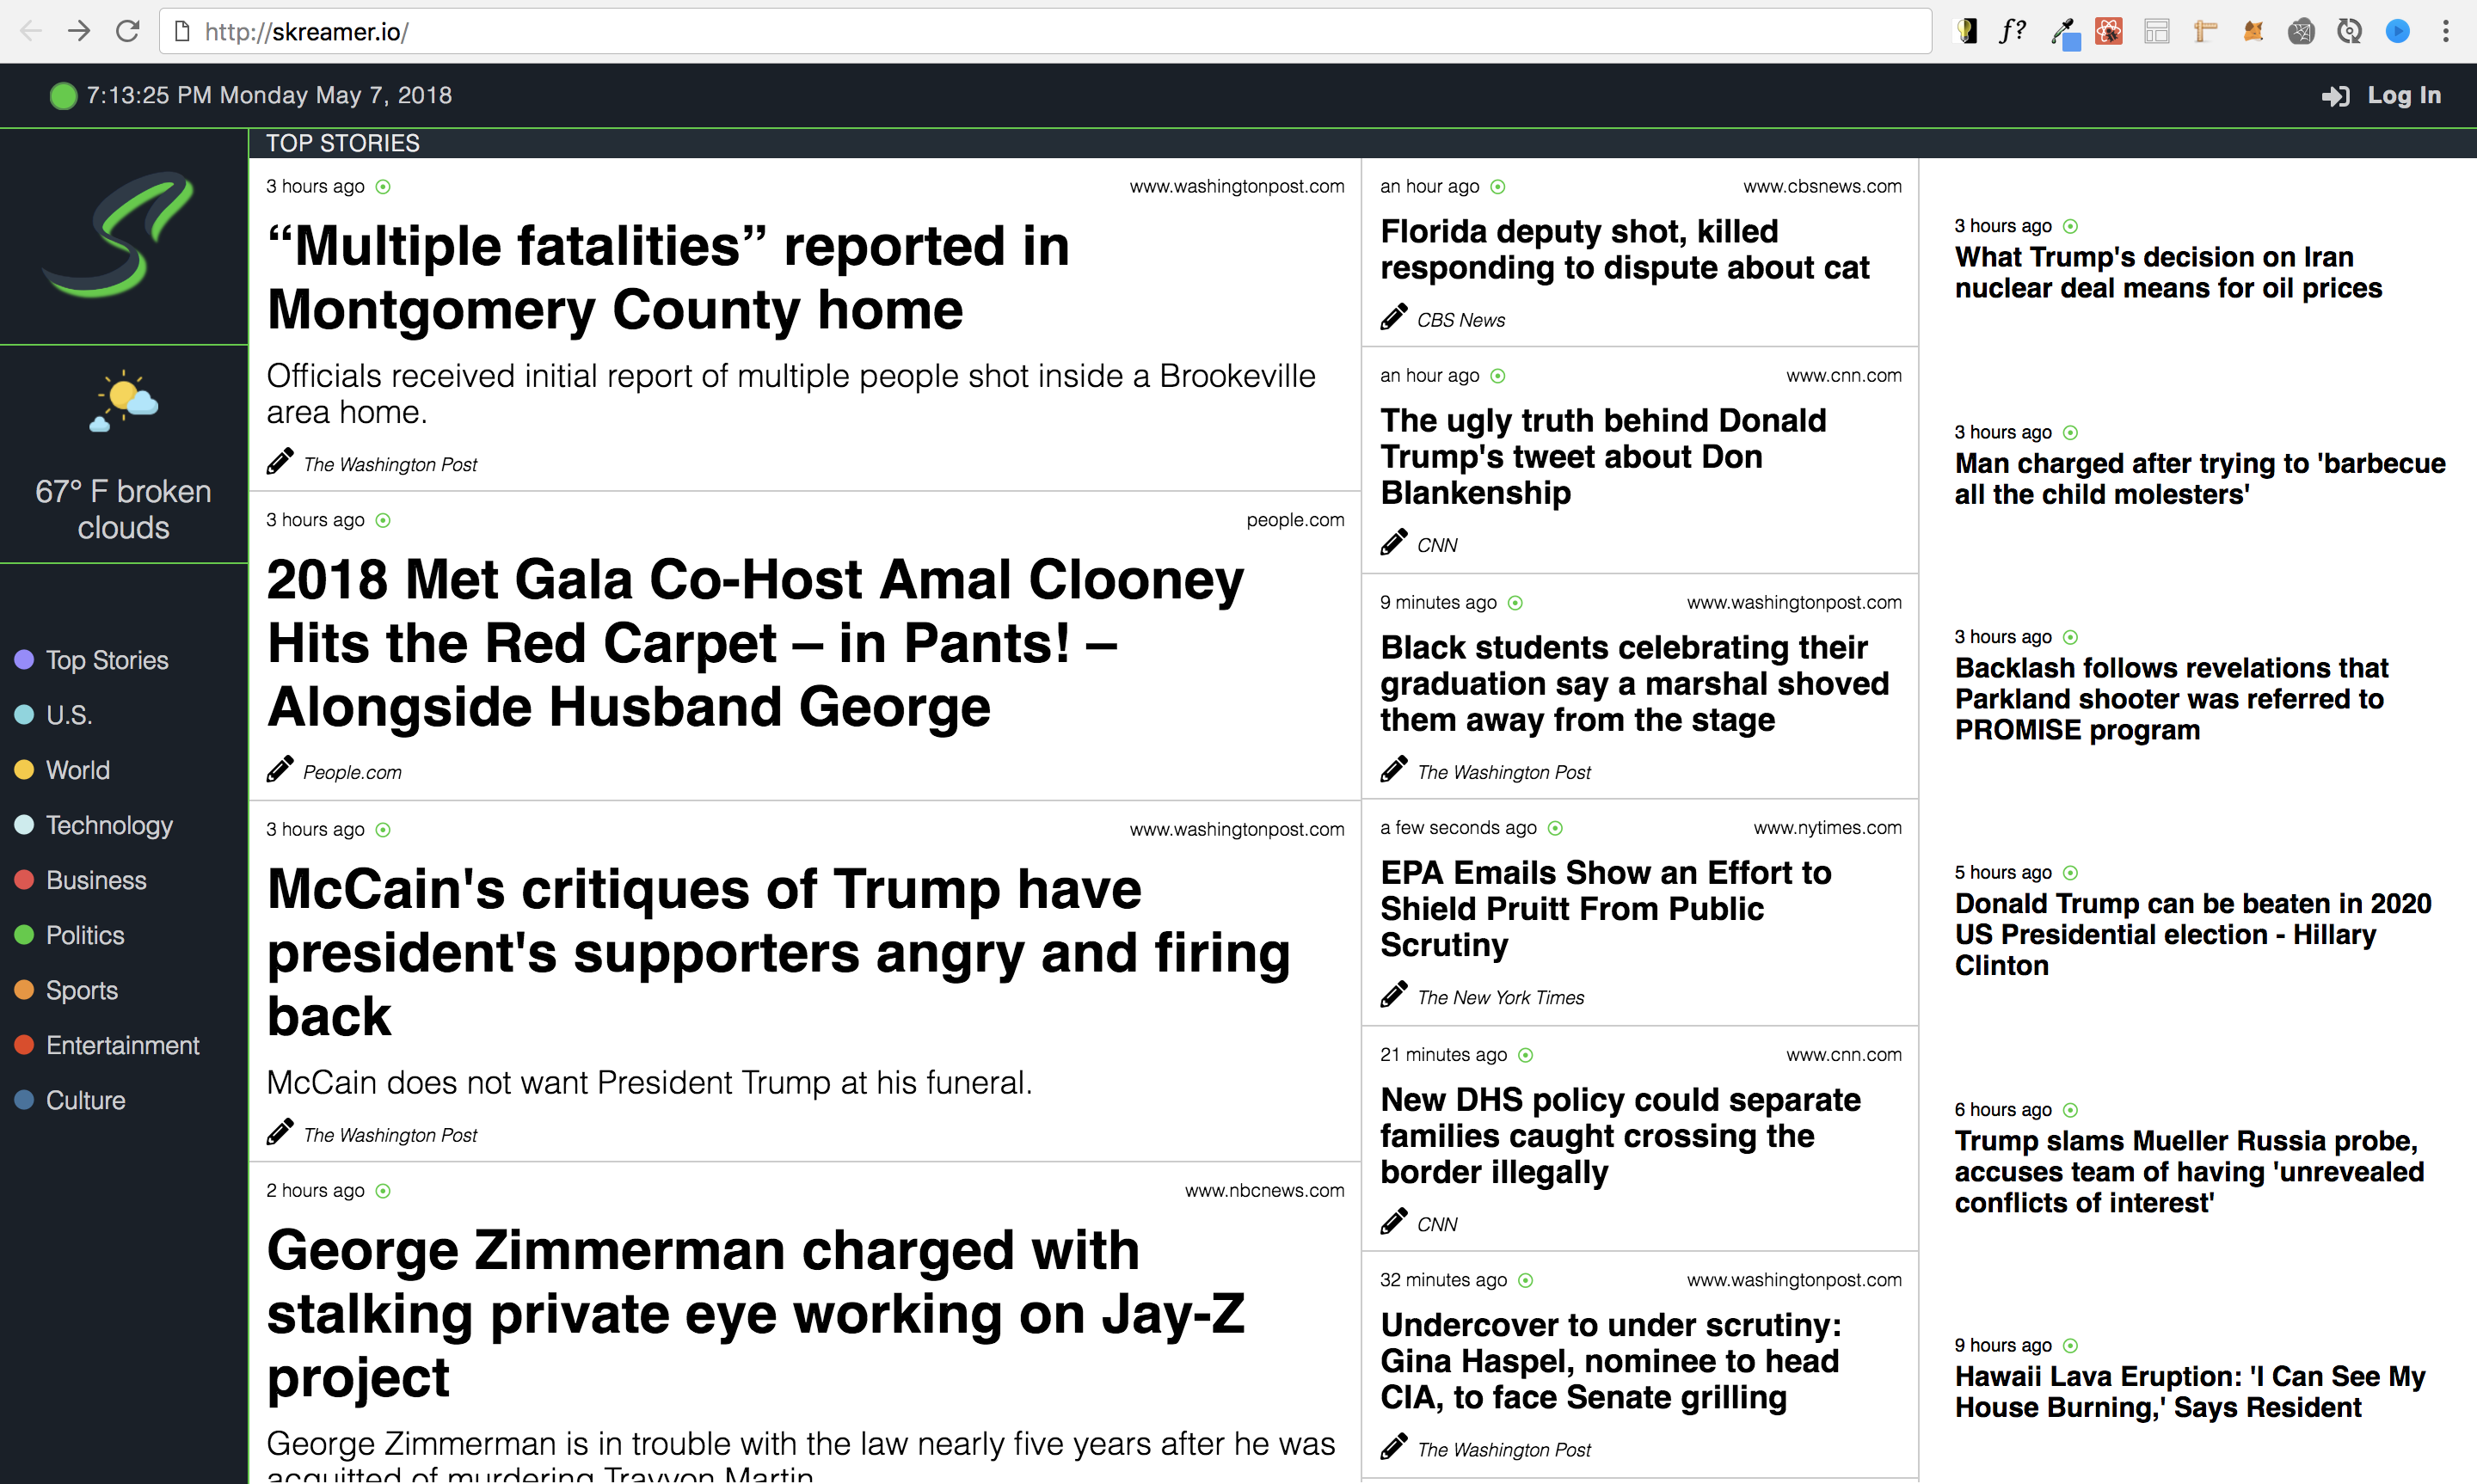 http://skreamer.io/
7:13:25 PM Monday May 7, 2018
Log In
TOP STORIES
67° F broken
clouds
Top Stories
U.S.
World
Technology
Business
Politics
Sports
Entertainment
Culture
3 hours ago
www.washingtonpost.com
“Multiple fatalities” reported in
Montgomery County home
Officials received initial report of multiple people shot inside a Brookeville
area home.
The Washington Post
3 hours ago
people.com
2018 Met Gala Co-Host Amal Clooney
Hits the Red Carpet – in Pants! –
Alongside Husband George
People.com
3 hours ago
www.washingtonpost.com
McCain's critiques of Trump have
president's supporters angry and firing
back
McCain does not want President Trump at his funeral.
The Washington Post
2 hours ago
www.nbcnews.com
George Zimmerman charged with
stalking private eye working on Jay-Z
project
George Zimmerman is in trouble with the law nearly five years after he was
acquitted of murdering Trayvon Martin
an hour ago
www.cbsnews.com
Florida deputy shot, killed
responding to dispute about cat
CBS News
an hour ago
www.cnn.com
The ugly truth behind Donald
Trump's tweet about Don
Blankenship
CNN
9 minutes ago
www.washingtonpost.com
Black students celebrating their
graduation say a marshal shoved
them away from the stage
The Washington Post
a few seconds ago
www.nytimes.com
EPA Emails Show an Effort to
Shield Pruitt From Public
Scrutiny
The New York Times
21 minutes ago
www.cnn.com
New DHS policy could separate
families caught crossing the
border illegally
CNN
32 minutes ago
www.washingtonpost.com
Undercover to under scrutiny:
Gina Haspel, nominee to head
CIA, to face Senate grilling
The Washington Post
3 hours ago
What Trump's decision on Iran
nuclear deal means for oil prices
3 hours ago
Man charged after trying to 'barbecue
all the child molesters'
3 hours ago
Backlash follows revelations that
Parkland shooter was referred to
PROMISE program
5 hours ago
Donald Trump can be beaten in 2020
US Presidential election - Hillary
Clinton
6 hours ago
Trump slams Mueller Russia probe,
accuses team of having 'unrevealed
conflicts of interest'
9 hours ago
Hawaii Lava Eruption: 'I Can See My
House Burning,' Says Resident